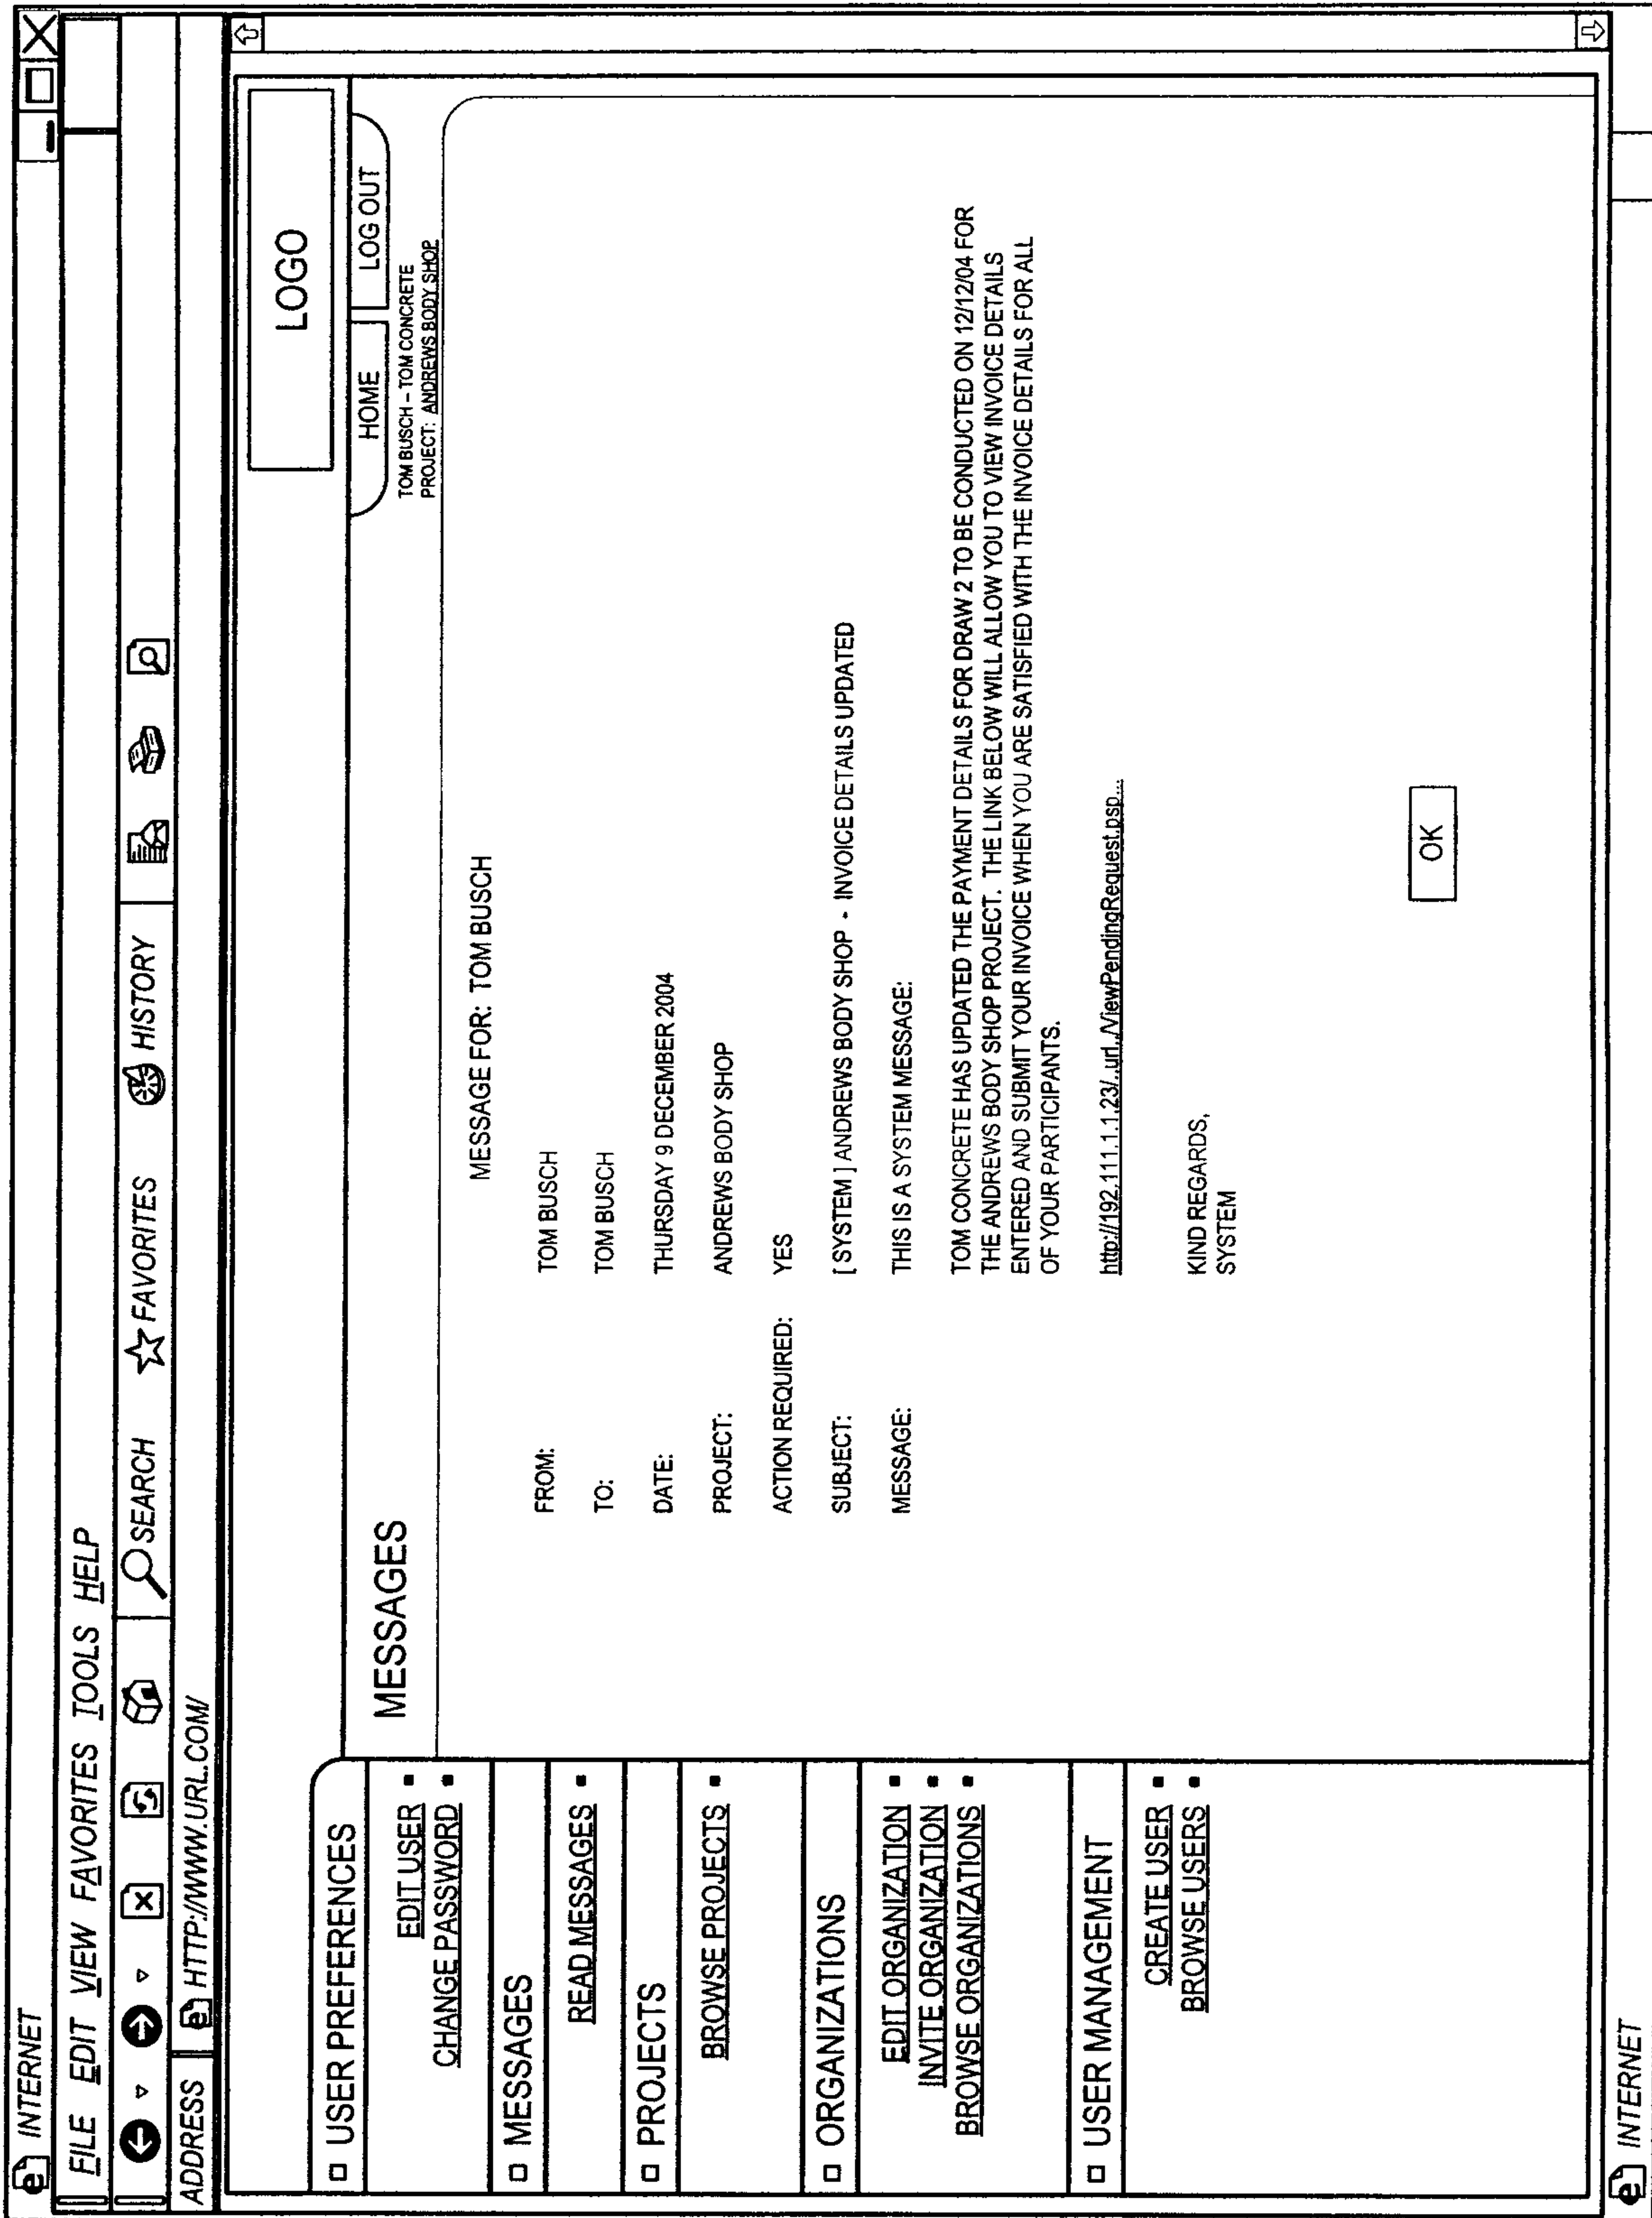 INTERNET
FILE EDIT VIEW FAVORITES TOOLS HELP
SEARCH FAVORITES HISTORY
ADDRESS HTTP://WWW.URL.COM/
LOGO
HOME LOG OUT
TOM BUSCH – TOM CONCRETE
PROJECT: ANDREWS BODY SHOP
USER PREFERENCES
EDIT USER
CHANGE PASSWORD
MESSAGES
READ MESSAGES
PROJECTS
BROWSE PROJECTS
ORGANIZATIONS
EDIT ORGANIZATION
INVITE ORGANIZATION
BROWSE ORGANIZATIONS
USER MANAGEMENT
CREATE USER
BROWSE USERS
MESSAGES
MESSAGE FOR: TOM BUSCH
FROM: TOM BUSCH
TO: TOM BUSCH
DATE: THURSDAY 9 DECEMBER 2004
PROJECT: ANDREWS BODY SHOP
ACTION REQUIRED: YES
SUBJECT: [ SYSTEM ] ANDREWS BODY SHOP - INVOICE DETAILS UPDATED
MESSAGE: THIS IS A SYSTEM MESSAGE:
TOM CONCRETE HAS UPDATED THE PAYMENT DETAILS FOR DRAW 2 TO BE CONDUCTED ON 12/12/04 FOR
THE ANDREWS BODY SHOP PROJECT. THE LINK BELOW WILL ALLOW YOU TO VIEW INVOICE DETAILS
ENTERED AND SUBMIT YOUR INVOICE WHEN YOU ARE SATISFIED WITH THE INVOICE DETAILS FOR ALL
OF YOUR PARTICIPANTS.
http://192.111.1.123/..url../ViewPendingRequest.psp...
KIND REGARDS,
SYSTEM
OK
INTERNET